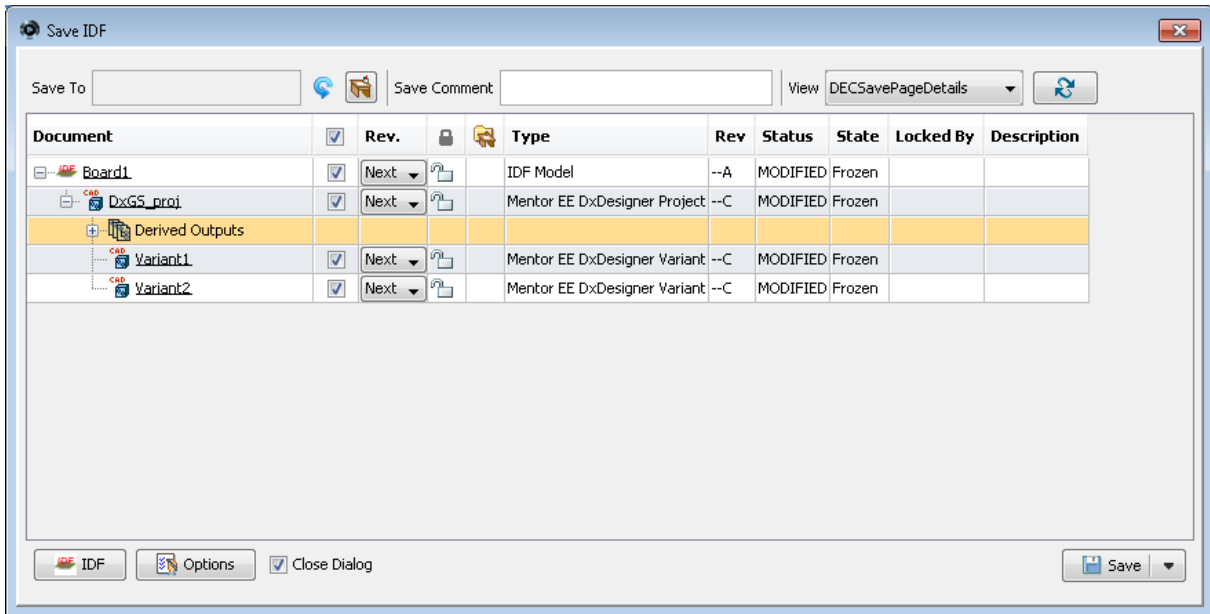 Save IDF
Save To Save Comment View DECSavePageDetails
Document Rev. Type Rev Status State Locked By Description
IDF Board1 Next IDF Model --A MODIFIED Frozen
CAD DxGS_proj Next Mentor EE DxDesigner Project --C MODIFIED Frozen
Derived Outputs
CAD Variant1 Next Mentor EE DxDesigner Variant --C MODIFIED Frozen
CAD Variant2 Next Mentor EE DxDesigner Variant --C MODIFIED Frozen
IDF IDF Options Close Dialog Save